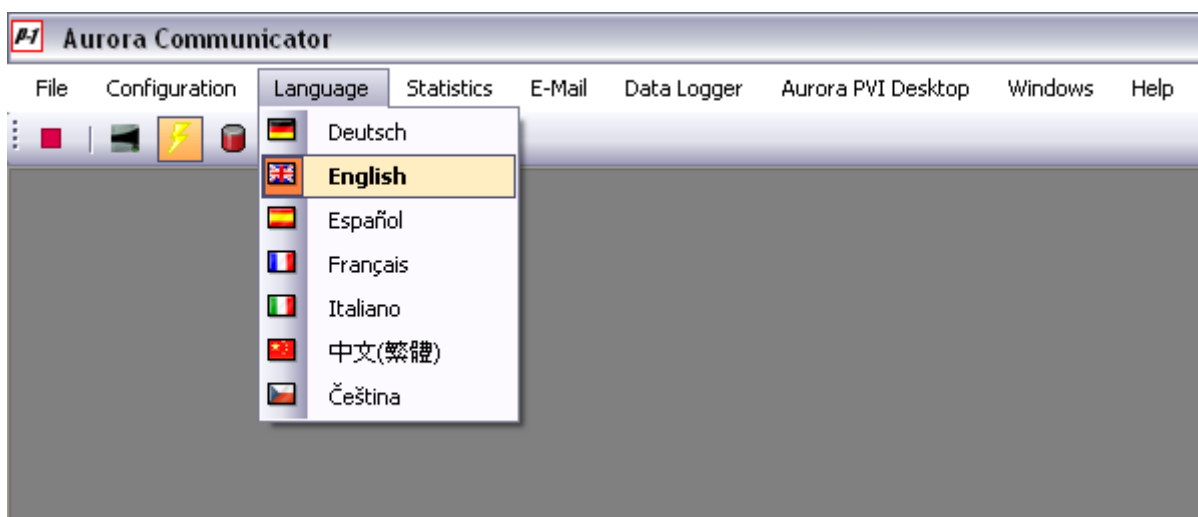 P-1 Aurora Communicator
File Configuration Language Statistics E-Mail Data Logger Aurora PVI Desktop Windows Help
Deutsch
English
Español
Français
Italiano
中文(繁體)
Čeština